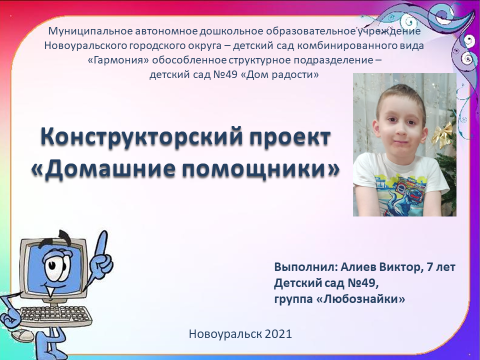 Муниципальное автономное дошкольное образовательное учреждение
Новоуральского городского округа – детский сад комбинированного вида
«Гармония» обособленное структурное подразделение –
детский сад №49 «Дом радости»
Конструкторский проект
«Домашние помощники»
Выполнил: Алиев Виктор, 7 лет
Детский сад №49,
группа «Любознайки»
Новоуральск 2021